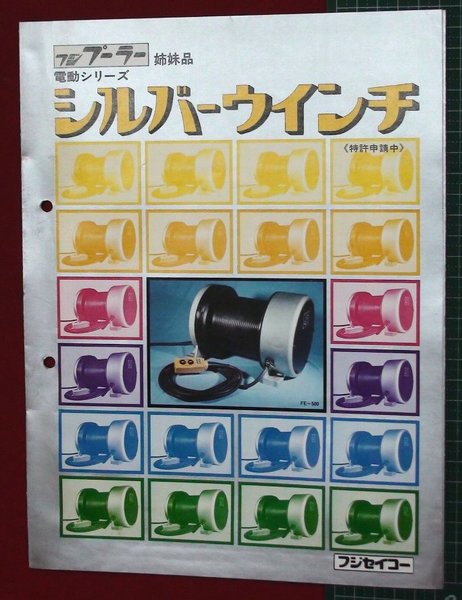 フジ プーラー 姉妹品
電動シリーズ
シルバーウインチ
《特許申請中》
FE-500
フジセイコー